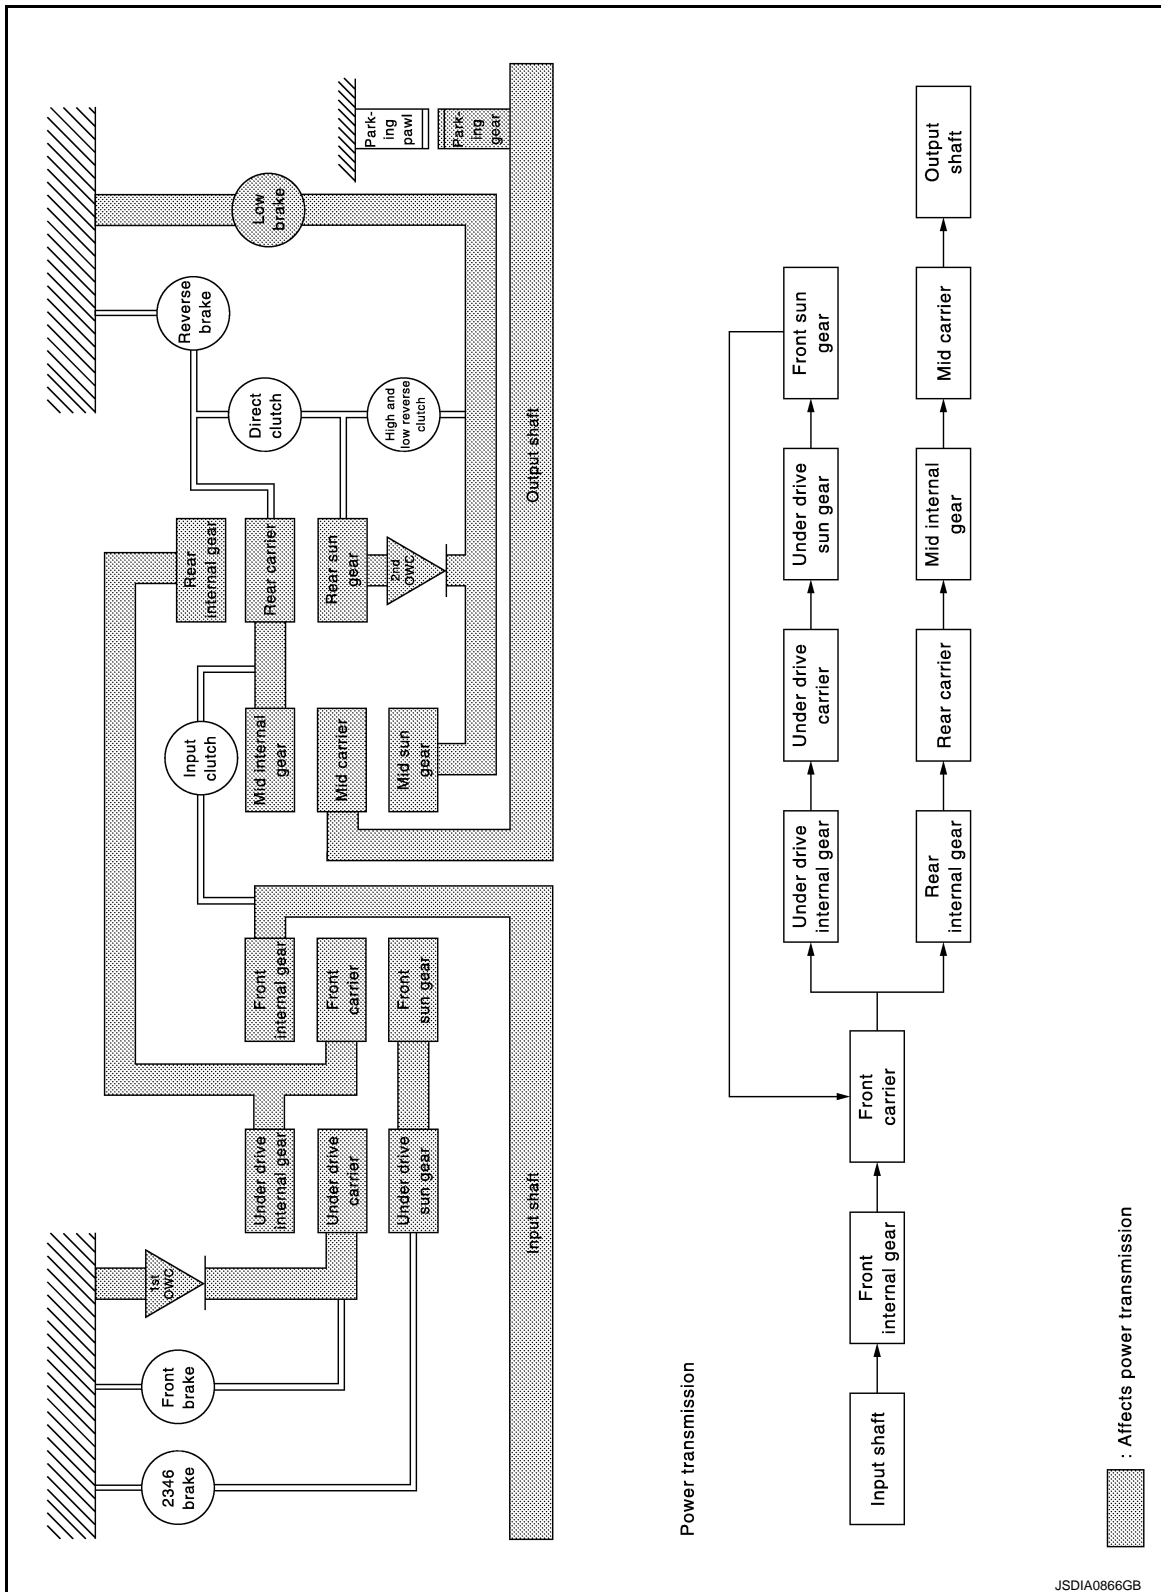 2346
brake
Front
brake
1st
OWC
Under drive
internal gear
Under drive
carrier
Under drive
sun gear
Front
internal gear
Front
carrier
Front
sun gear
Input shaft
Input
clutch
Mid internal
gear
Mid carrier
Mid sun
gear
Rear
internal gear
Rear carrier
Rear sun
gear
2nd
OWC
Direct
clutch
High and
low reverse
clutch
Reverse
brake
Low
brake
Output shaft
Park-
ing
pawl
Park-
ing
gear
Power transmission
Input shaft
Front
internal gear
Front
carrier
Under drive
internal gear
Under drive
carrier
Under drive
sun gear
Front sun
gear
Rear
internal gear
Rear carrier
Mid internal
gear
Mid carrier
Output
shaft
: Affects power transmission
JSDIA0866GB